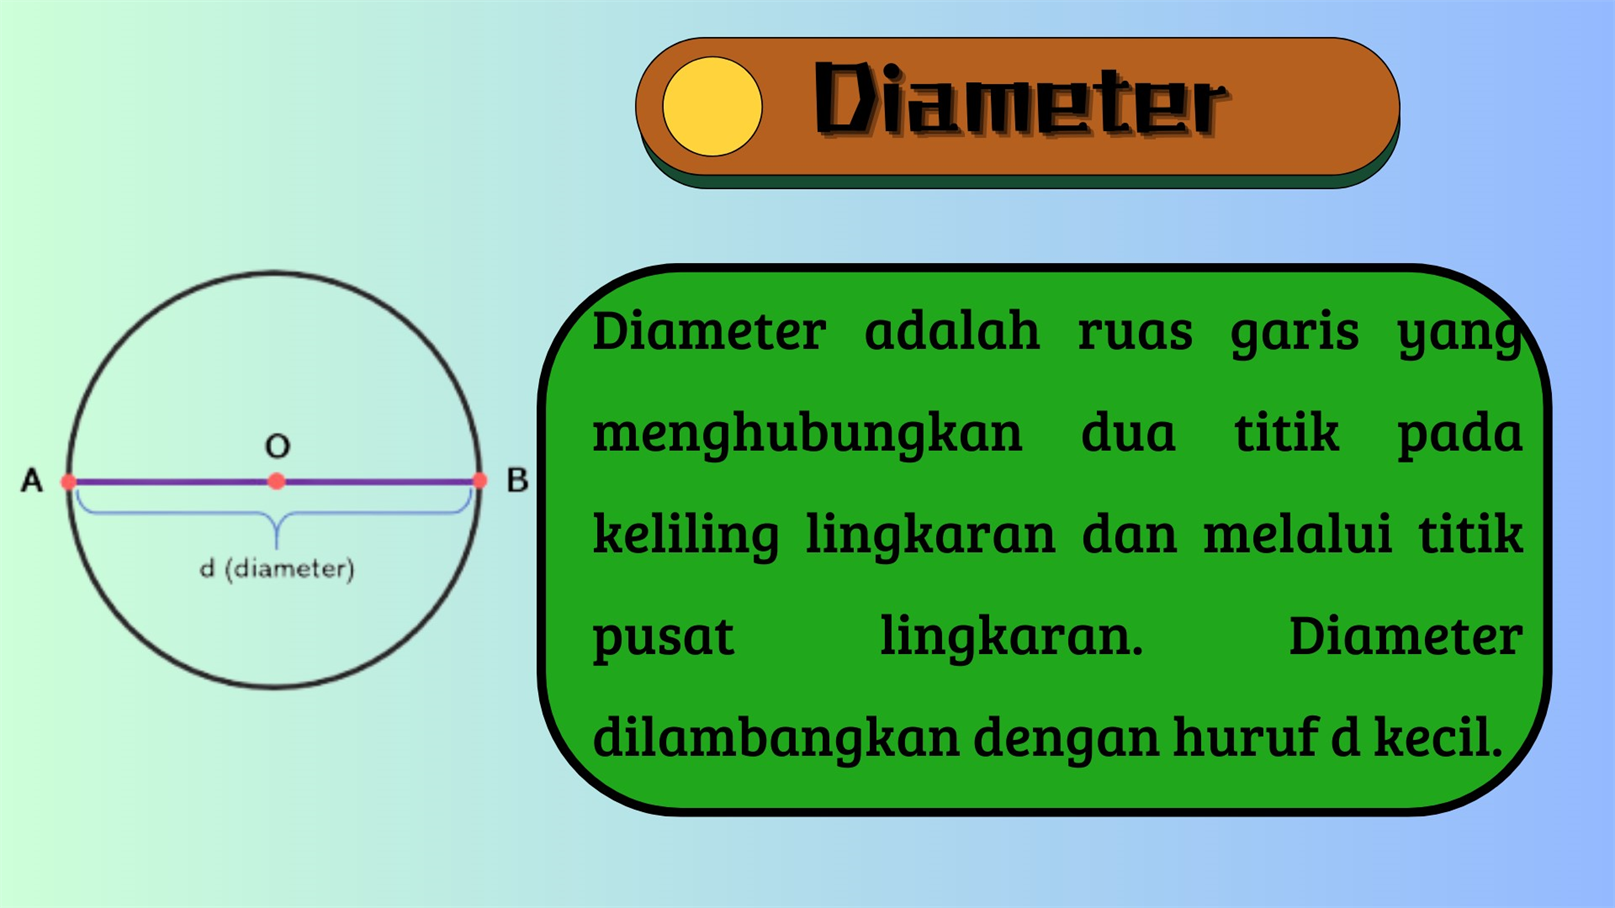 Diameter
Diameter adalah ruas garis yang
menghubungkan dua titik pada
keliling lingkaran dan melalui titik
pusat lingkaran. Diameter
dilambangkan dengan huruf d kecil.
O
A
B
d (diameter)